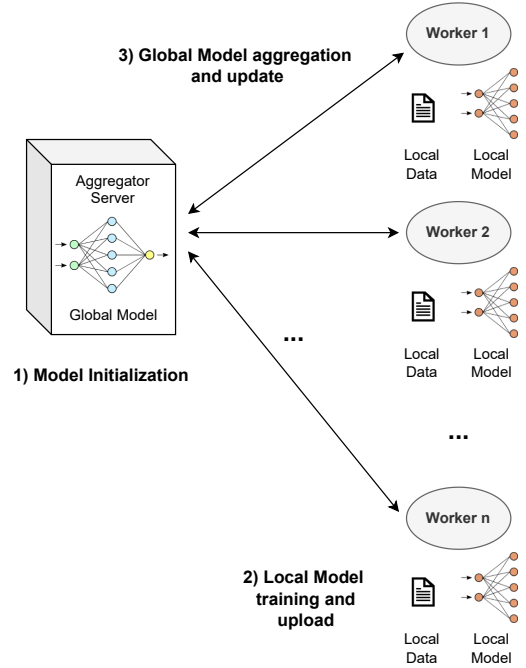 3) Global Model aggregation
and update
Worker 1
Local
Data
Local
Model
Aggregator
Server
Global Model
1) Model Initialization
Worker 2
Local
Data
Local
Model
...
...
Worker n
2) Local Model
training and
upload
Local
Data
Local
Model